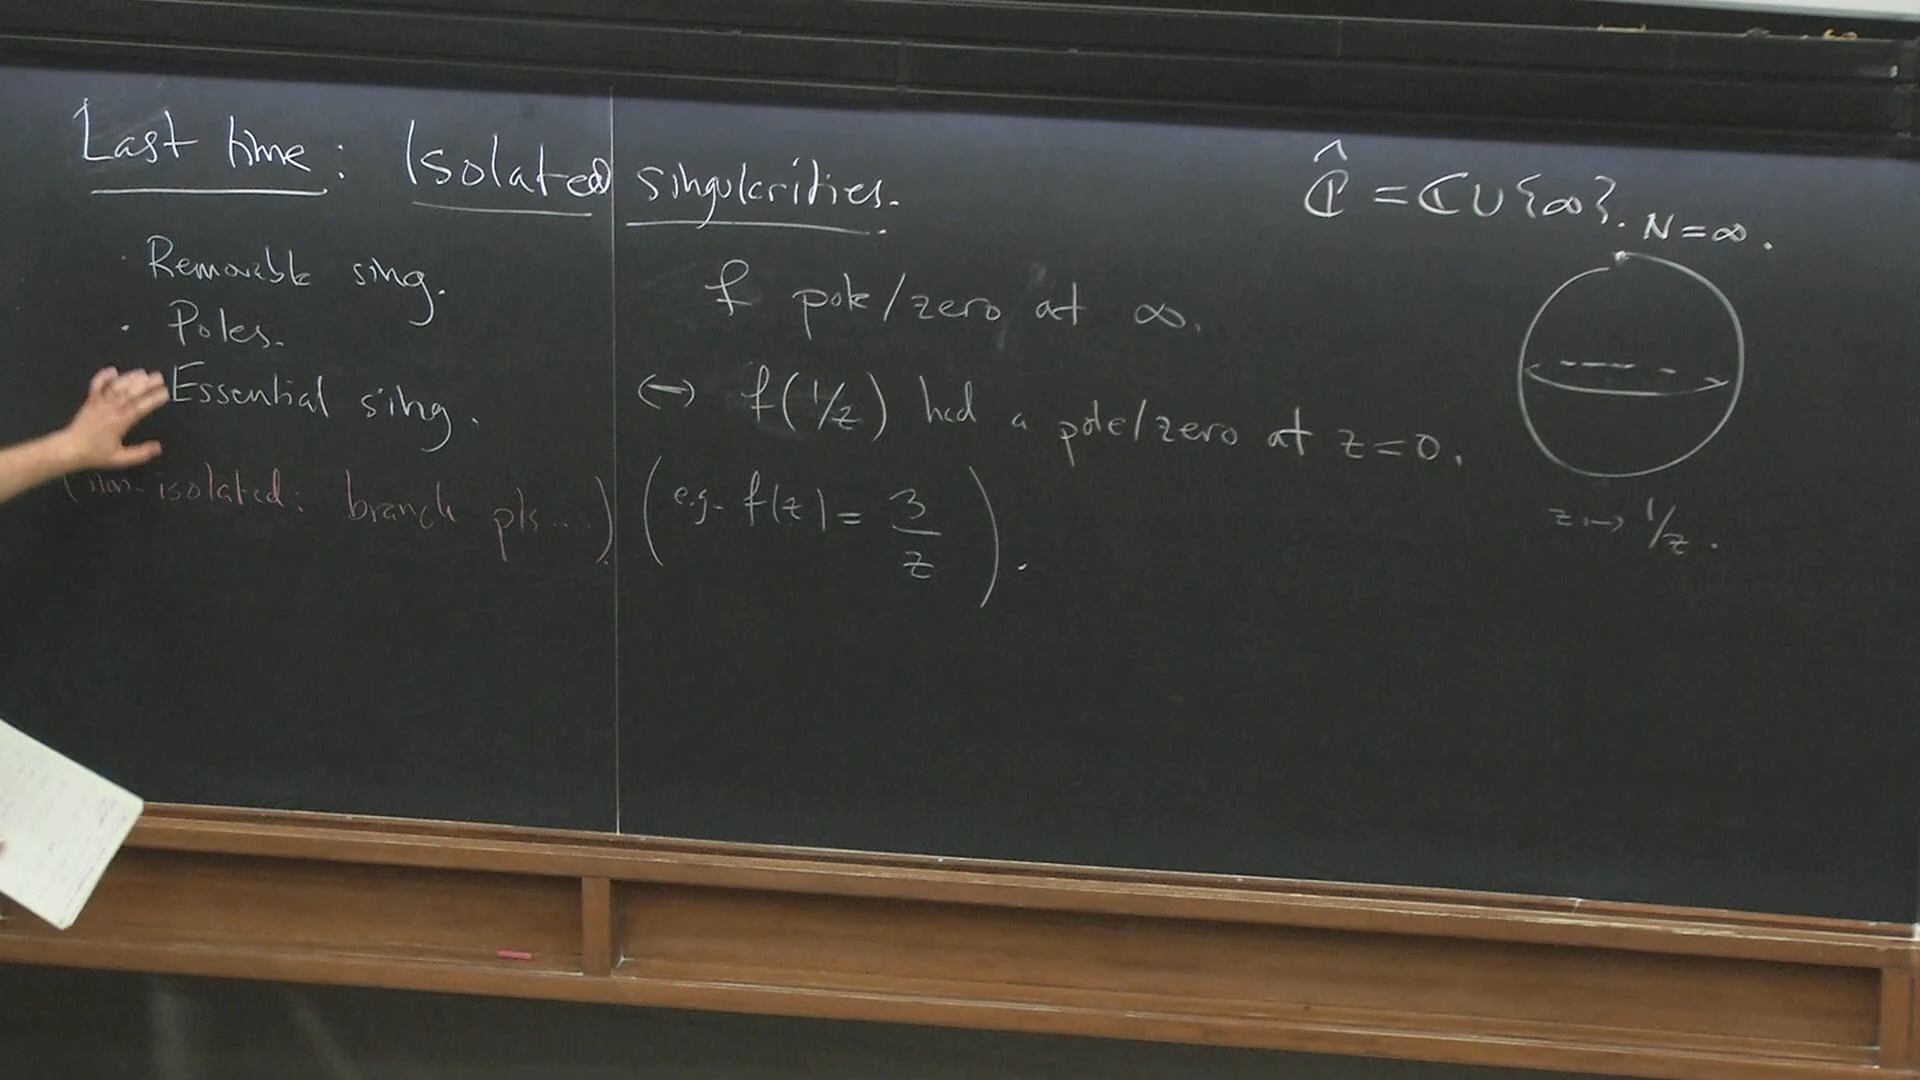 Last time: Isolated singularities.
· Removable sing.
· Poles.
Essential sing.
(non-isolated: branch pts...)
f pole/zero at ∞.
↔ f(1/z) had a pole/zero at z=0.
(e.g. f(z) = 3/z).
Ĉ = ℂ∪{∞}.
N=∞.
z ↦ 1/z.